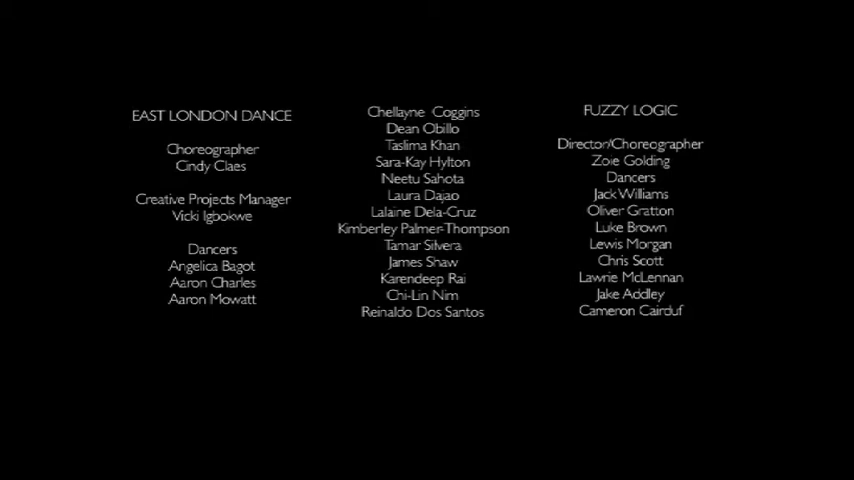 EAST LONDON DANCE
Choreographer
Cindy Claes
Creative Projects Manager
Vicki Igbokwe
Dancers
Angelica Bagot
Aaron Charles
Aaron Mowatt
Chellayne Coggins
Dean Obillo
Taslima Khan
Sara-Kay Hylton
Neetu Sahota
Laura Dajao
Lalaine Dela-Cruz
Kimberley Palmer-Thompson
Tamar Silvera
James Shaw
Karendeep Rai
Chi-Lin Nim
Reinaldo Dos Santos
FUZZY LOGIC
Director/Choreographer
Zoie Golding
Dancers
Jack Williams
Oliver Gratton
Luke Brown
Lewis Morgan
Chris Scott
Lawrie McLennan
Jake Addley
Cameron Cairduf